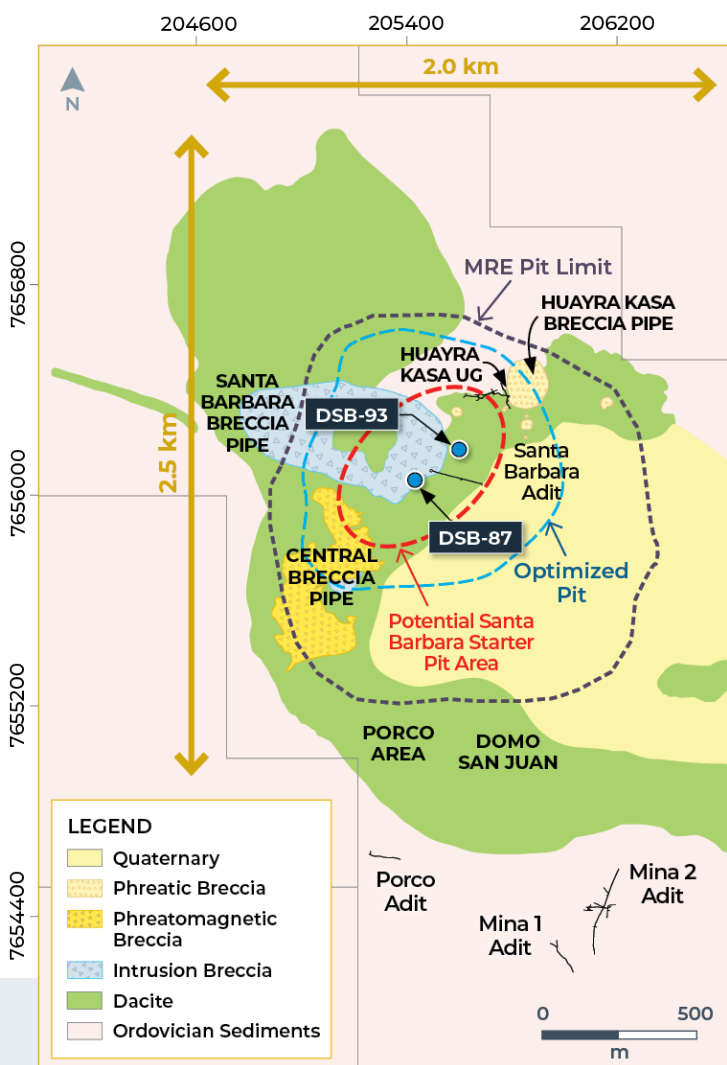 204600
205400
206200
2.0 km
N
7656800
MRE Pit Limit
HUAYRA KASA
BRECCIA PIPE
HUAYRA
KASA UG
SANTA
BARBARA
BRECCIA
PIPE
DSB-93
2.5 km
Santa
Barbara
Adit
7656000
DSB-87
CENTRAL
BRECCIA
PIPE
Optimized
Pit
Potential Santa
Barbara Starter
Pit Area
7655200
PORCO
AREA
DOMO
SAN JUAN
LEGEND
Quaternary
Phreatic Breccia
Phreatomagnetic
Breccia
Intrusion Breccia
Dacite
Ordovician Sediments
Porco
Adit
Mina 2
Adit
Mina 1
Adit
7654400
0
500
m